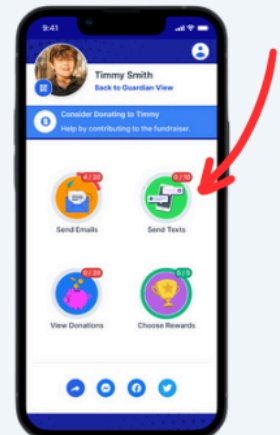 9:41
Timmy Smith
Back to Guardian View
Consider Donating to Timmy
Help by contributing to the fundraiser.
4/20
0/10
Send Emails
Send Texts
0/20
5/5
View Donations
Choose Rewards